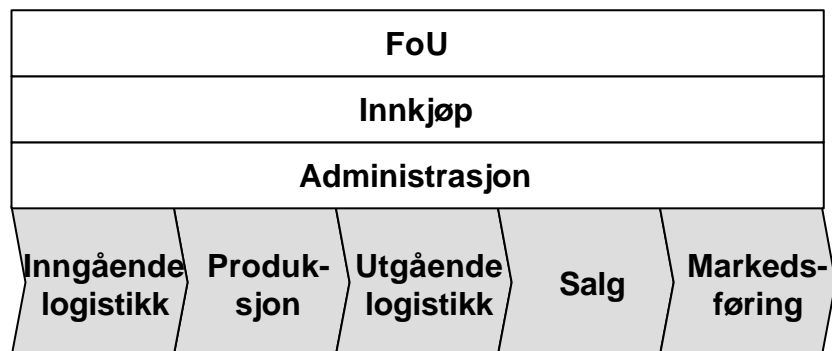 FoU
Innkjøp
Administrasjon
Inngående
logistikk
Produk-
sjon
Utgående
logistikk
Salg
Markeds-
føring